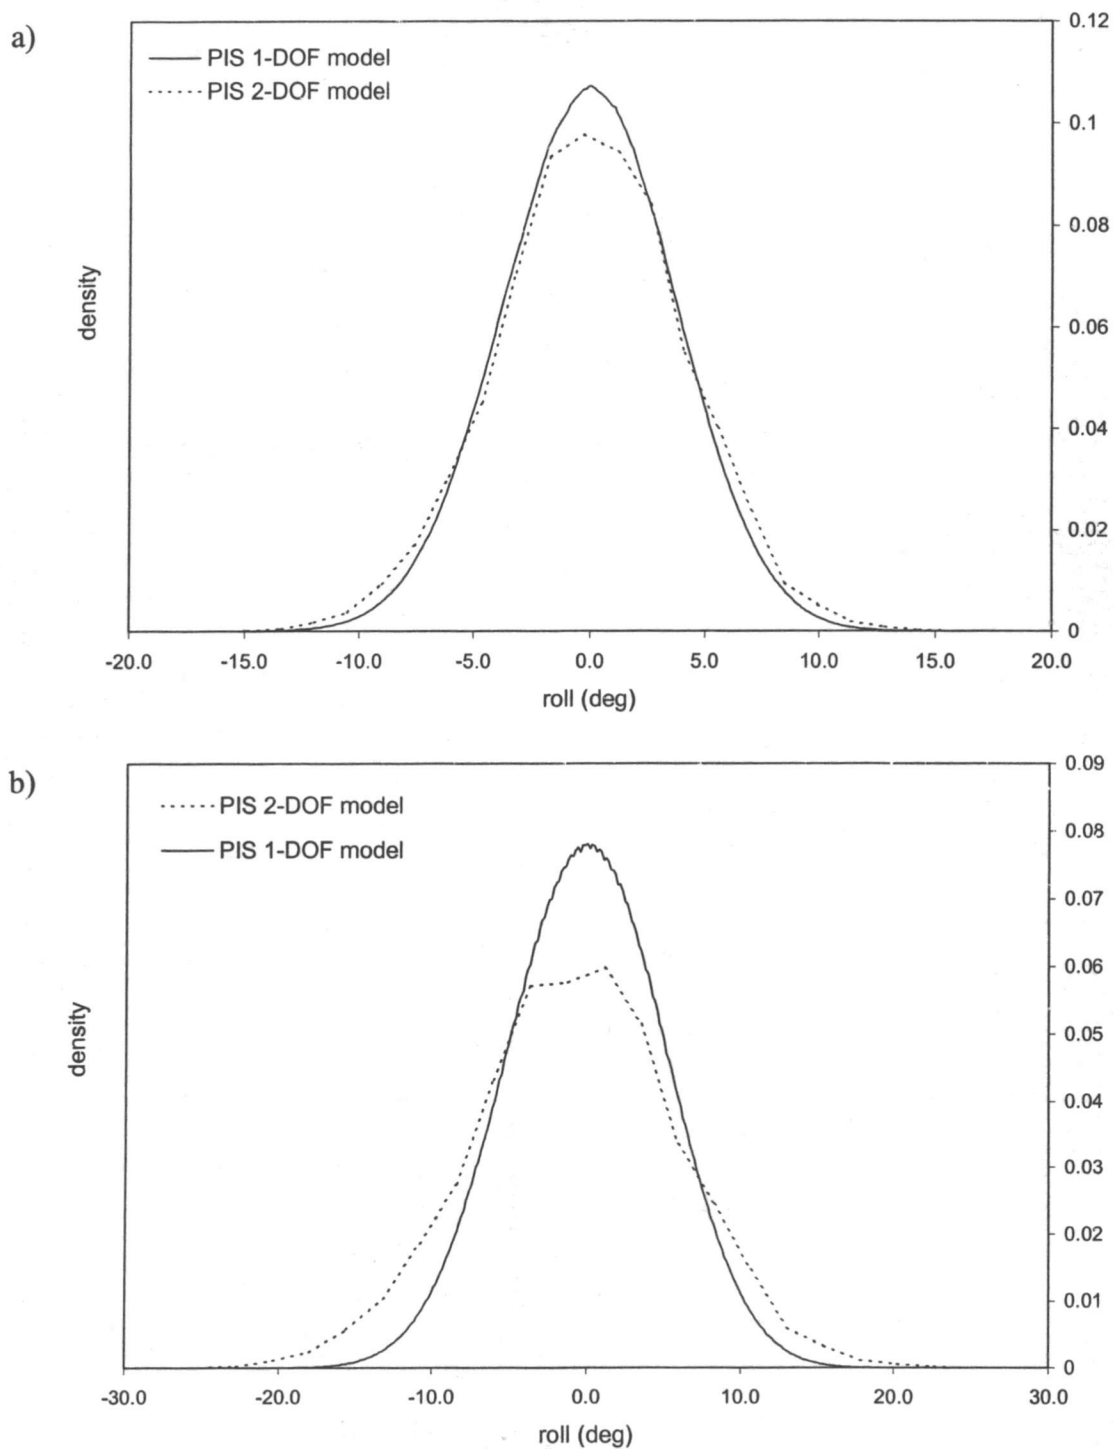 a)
PIS 1-DOF model
PIS 2-DOF model
0.12
0.1
0.08
0.06
0.04
0.02
0
density
-20.0 -15.0 -10.0 -5.0 0.0 5.0 10.0 15.0 20.0
roll (deg)
b)
PIS 2-DOF model
PIS 1-DOF model
0.09
0.08
0.07
0.06
0.05
0.04
0.03
0.02
0.01
0
density
-30.0 -20.0 -10.0 0.0 10.0 20.0 30.0
roll (deg)